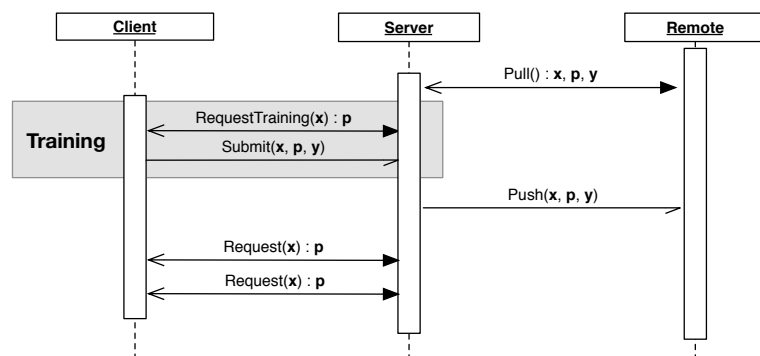 Client
Server
Remote
Pull() : x, p, y
RequestTraining(x) : p
Training
Submit(x, p, y)
Push(x, p, y)
Request(x) : p
Request(x) : p